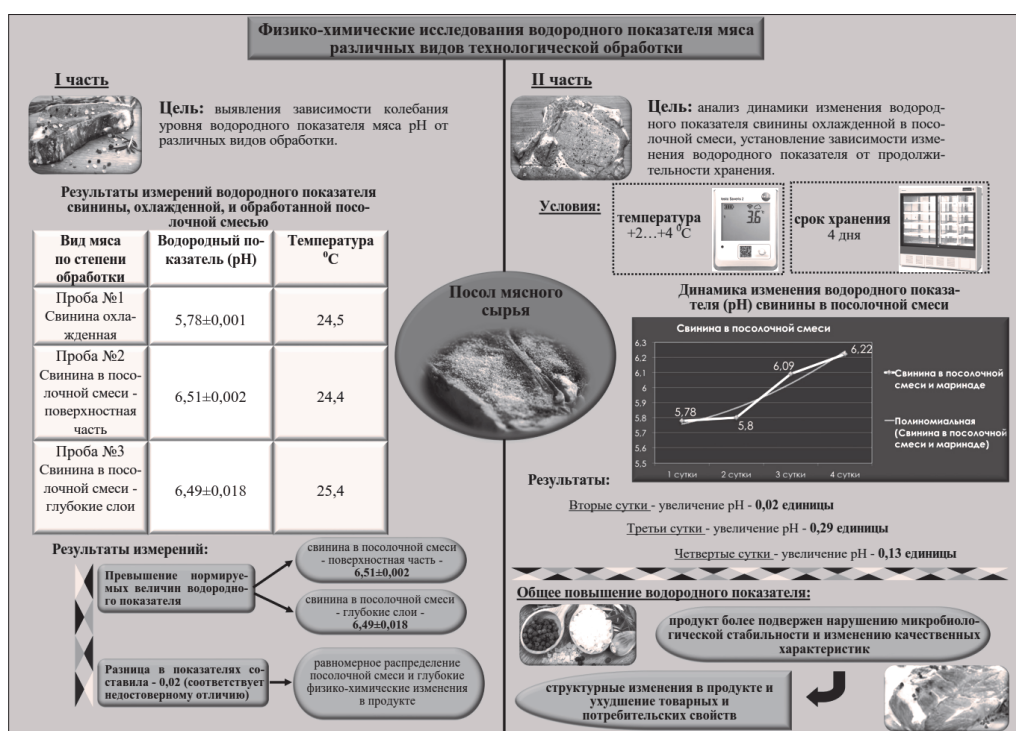 Физико-химические исследования водородного показателя мяса
различных видов технологической обработки
I часть
Цель: выявления зависимости колебания
уровня водородного показателя мяса pH от
различных видов обработки.
Результаты измерений водородного показателя
свинины, охлажденной, и обработанной посо-
лочной смесью
Вид мяса
по степени
обработки
Водородный по-
казатель (pH)
Температура
⁰C
Проба №1
Свинина охла-
жденная
5,78±0,001
24,5
Проба №2
Свинина в посо-
лочной смеси -
поверхностная
часть
6,51±0,002
24,4
Проба №3
Свинина в посо-
лочной смеси -
глубокие слои
6,49±0,018
25,4
Результаты измерений:
Превышение нормируе-
мых величин водородно-
го показателя
свинина в посолочной смеси
- поверхностная часть -
6,51±0,002
свинина в посолочной смеси
- глубокие слои -
6,49±0,018
Разница в показателях со-
ставила - 0,02 (соответствует
недостоверному отличию)
равномерное распределение
посолочной смеси и глубокие
физико-химические изменения
в продукте
Посол мясного
сырья
II часть
Цель: анализ динамики изменения водород-
ного показателя свинины охлажденной в посо-
лочной смеси, установление зависимости изме-
нения водородного показателя от продолжи-
тельности хранения.
Условия:
температура
+2…+4 ⁰C
3.6
срок хранения
4 дня
Динамика изменения водородного показа-
теля (pH) свинины в посолочной смеси
Свинина в посолочной смеси
6,3
6,2
6,1
6
5,9
5,8
5,7
5,6
5,5
5,78
5,8
6,09
6,22
1 сутки
2 сутки
3 сутки
4 сутки
Свинина в посолочной
смеси и маринаде
Полиномиальная
(Свинина в посолочной
смеси и маринаде)
Результаты:
Вторые сутки - увеличение pH - 0,02 единицы
Третьи сутки - увеличение pH - 0,29 единицы
Четвертые сутки - увеличение pH - 0,13 единицы
Общее повышение водородного показателя:
продукт более подвержен нарушению микробиоло-
гической стабильности и изменению качественных
характеристик
структурные изменения в продукте и
ухудшение товарных и
потребительских свойств